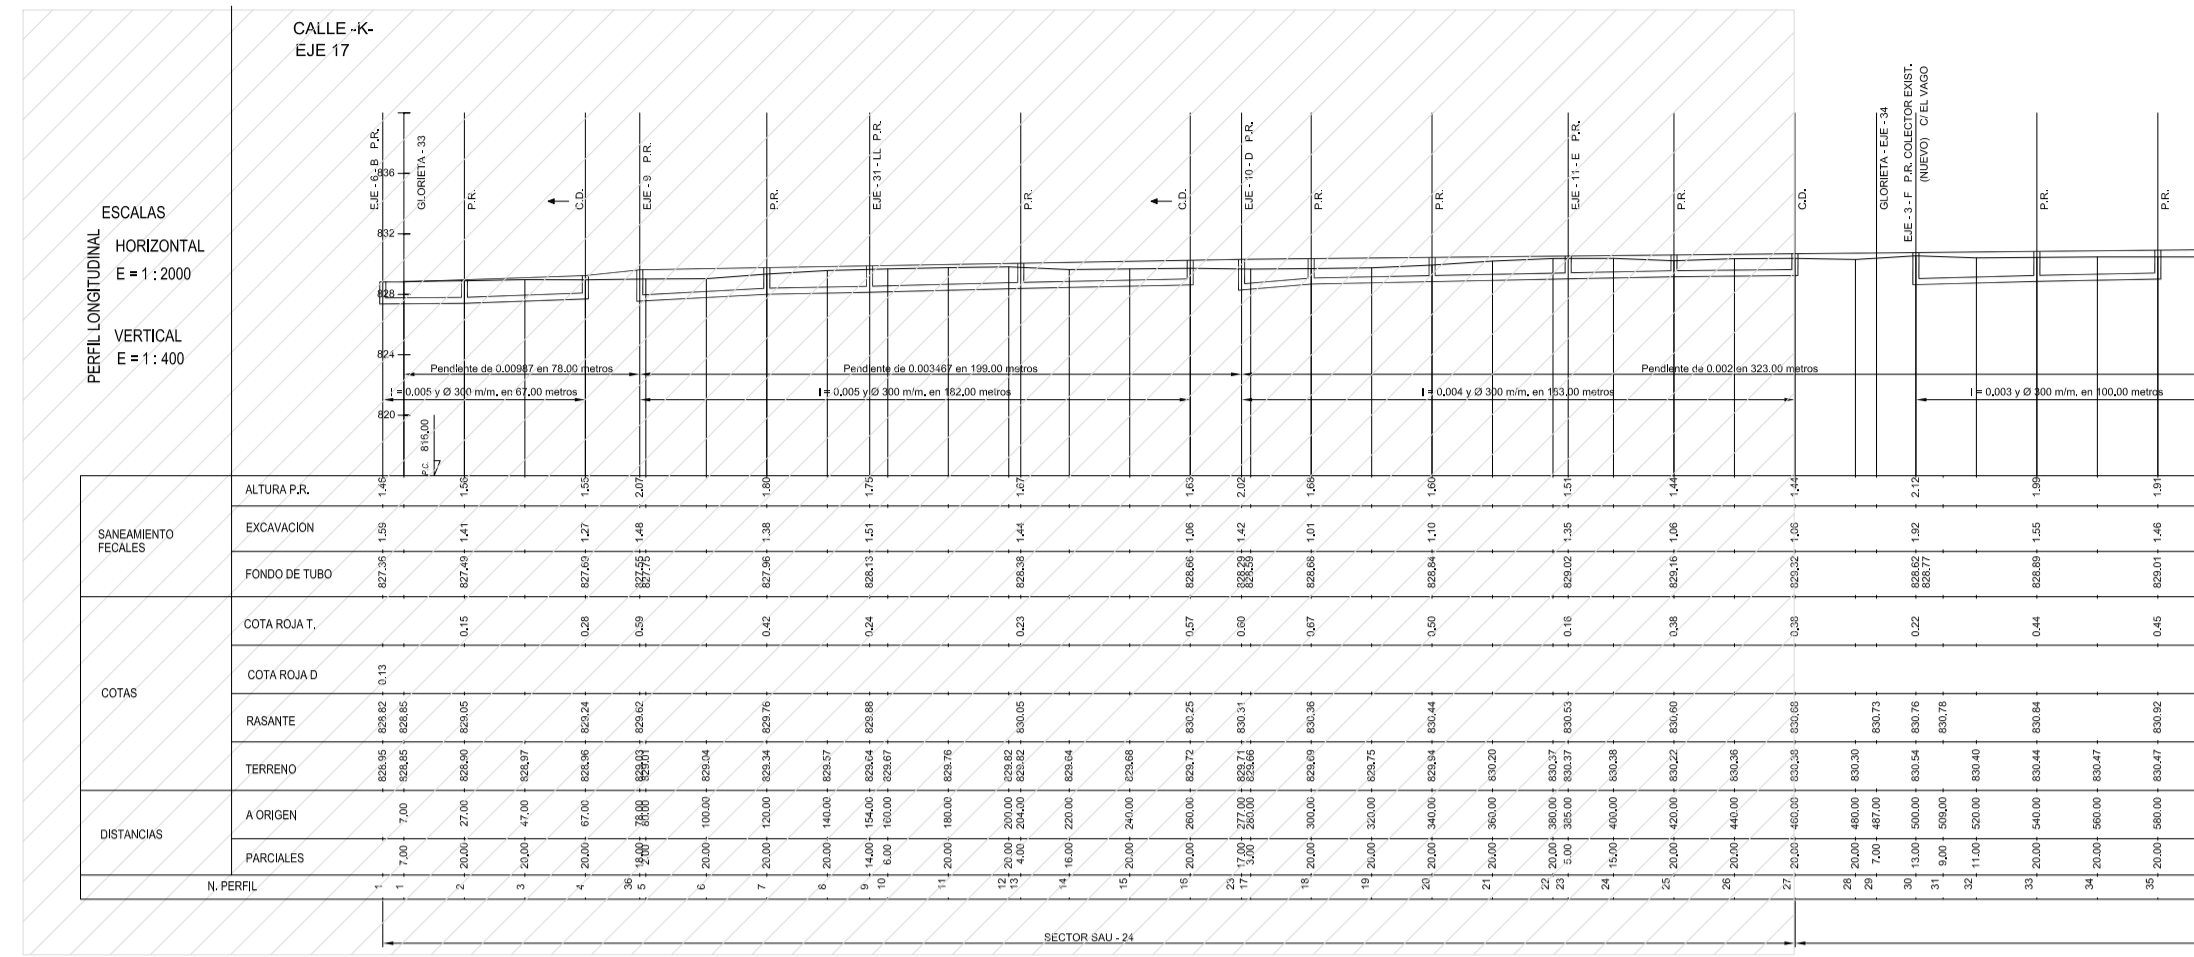 CALLE -K-
EJE 17
ESCALAS
HORIZONTAL
E = 1 : 2000
VERTICAL
E = 1 : 400
PERFIL LONGITUDINAL
EJE - 6 - B P.R.
GLORIETA - 33
P.R.
C.D.
EJE - 9 P.R.
P.R.
EJE - 31 - LL P.R.
P.R.
C.D.
EJE - 10 - D P.R.
P.R.
P.R.
EJE - 11 - E P.R.
P.R.
C.D.
GLORIETA - EJE - 34
EJE - 3 - F P.R. COLECTOR EXIST.
(NUEVO) C/ EL VAGO
P.R.
P.R.
836
832
828
824
820
P.C. 816.00
Pendiente de 0.00987 en 78.00 metros
Pendiente de 0.003467 en 199.00 metros
Pendiente de 0.002 en 323.00 metros
I = 0,005 y Ø 300 m/m. en 67.00 metros
I = 0,005 y Ø 300 m/m. en 182.00 metros
I = 0,004 y Ø 300 m/m. en 183.00 metros
I = 0,003 y Ø 300 m/m. en 100.00 metros
SANEAMIENTO
FECALES
ALTURA P.R. 1.46 1.56 1.55 2.07 1.80 1.75 1.67 1.63 2.02 1.68 1.60 1.51 1.44 1.44 2.12 1.99 1.91
EXCAVACION 1.59 1.41 1.27 1.48 1.38 1.51 1.44 1.06 1.42 1.01 1.10 1.35 1.06 1.06 1.92 1.55 1.46
FONDO DE TUBO 827.36 827.49 827.69 827.55 827.75 827.96 828.13 828.38 828.66 828.29 828.59 828.68 828.84 829.02 829.16 829.32 828.62 828.77 828.89 829.01
COTAS
COTA ROJA T. 0.15 0.28 0.59 0.42 0.24 0.23 0.57 0.60 0.67 0.50 0.16 0.38 0.38 0.22 0.44 0.45
COTA ROJA D 0.13
RASANTE 828.82 828.85 829.05 829.24 829.62 829.76 829.88 830.05 830.25 830.31 830.36 830.44 830.53 830.60 830.68 830.73 830.76 830.78 830.84 830.92
TERRENO 828.95 828.85 828.90 828.97 828.96 829.03 829.01 829.04 829.34 829.57 829.64 829.67 829.76 829.82 829.82 829.64 829.68 829.72 829.71 829.66 829.69 829.75 829.94 830.20 830.37 830.37 830.38 830.22 830.36 830.38 830.30 830.54 830.40 830.44 830.47 830.47
DISTANCIAS
A ORIGEN 7.00 27.00 47.00 67.00 78.00 80.00 100.00 120.00 140.00 154.00 160.00 180.00 200.00 204.00 220.00 240.00 260.00 277.00 280.00 300.00 320.00 340.00 360.00 380.00 385.00 400.00 420.00 440.00 460.00 480.00 487.00 500.00 509.00 520.00 540.00 560.00 580.00
PARCIALES 7.00 20.00 20.00 20.00 18.00 2.00 20.00 20.00 20.00 14.00 6.00 20.00 20.00 4.00 16.00 20.00 20.00 17.00 3.00 20.00 20.00 20.00 20.00 20.00 5.00 15.00 20.00 20.00 20.00 20.00 7.00 13.00 9.00 11.00 20.00 20.00 20.00
N. PERFIL 1 1 2 3 4 36 5 6 7 8 9 10 11 12 13 14 15 16 23 17 18 19 20 21 22 23 24 25 26 27 28 29 30 31 32 33 34 35
SECTOR SAU - 24